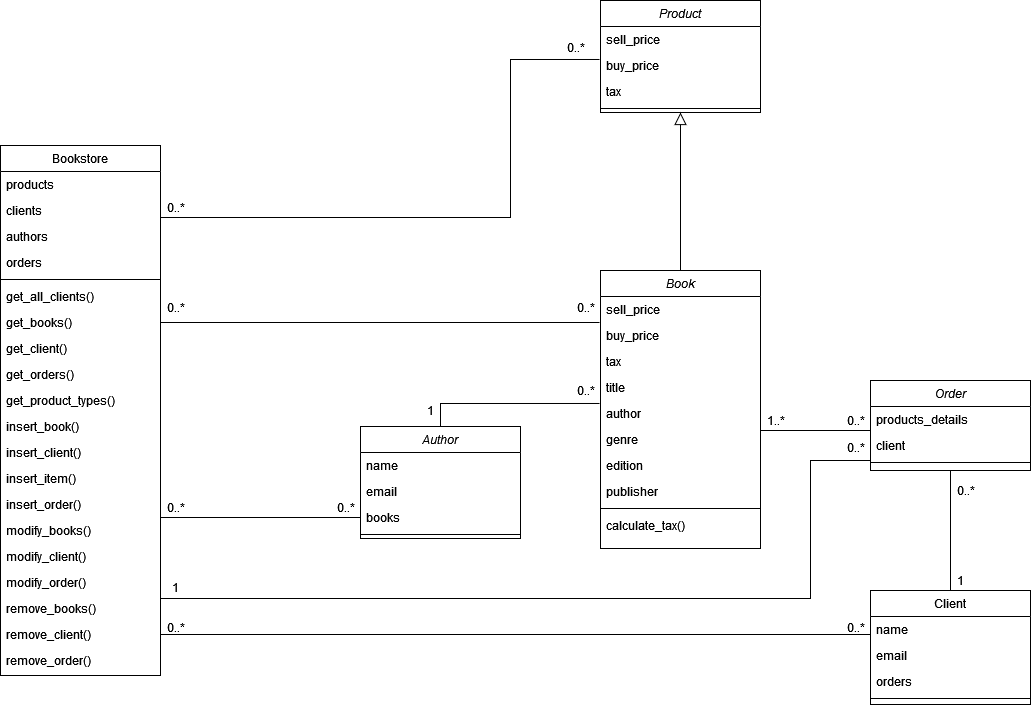 Product
sell_price
buy_price
tax
0..*
Bookstore
products
clients
authors
orders
get_all_clients()
get_books()
get_client()
get_orders()
get_product_types()
insert_book()
insert_client()
insert_item()
insert_order()
modify_books()
modify_client()
modify_order()
remove_books()
remove_client()
remove_order()
0..*
0..*
0..*
0..*
1
0..*
Book
sell_price
buy_price
tax
title
author
genre
edition
publisher
calculate_tax()
0..*
1
Author
name
email
books
0..*
1..*
0..*
0..*
Order
products_details
client
0..*
1
Client
name
email
orders
0..*